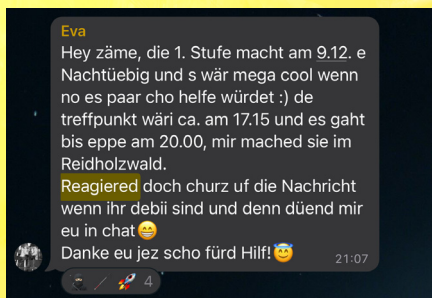 Eva
Hey zäme, die 1. Stufe macht am 9.12. e
Nachtüebig und s wär mega cool wenn
no es paar cho helfe würdet :) de
treffpunkt wäri ca. am 17.15 und es gaht
bis eppe am 20.00, mir mached sie im
Reidholzwald.
Reagiered doch churz uf die Nachricht
wenn ihr debii sind und denn düend mir
eu in chat😁
Danke eu jez scho fürd Hilf!😇
21:07
4